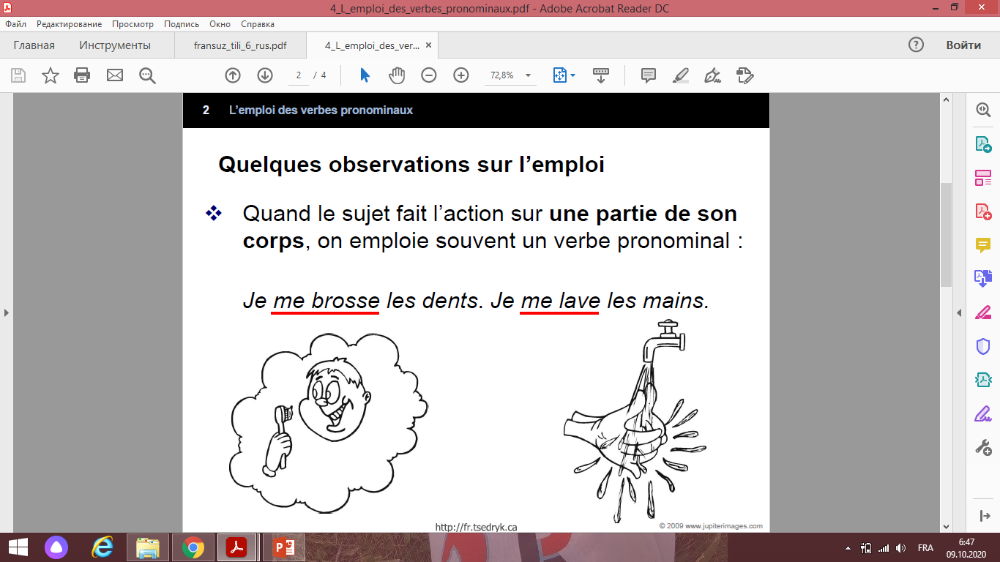 4_L_emploi_des_verbes_pronominaux.pdf - Adobe Acrobat Reader DC
Файл Редактирование Просмотр Подпись Окно Справка
Главная Инструменты fransuz_tili_6_rus.pdf 4_L_emploi_des_ver... × Войти
2 / 4 72,8%
2 L’emploi des verbes pronominaux
Quelques observations sur l’emploi
Quand le sujet fait l’action sur une partie de son
corps, on emploie souvent un verbe pronominal :
Je me brosse les dents. Je me lave les mains.
http://fr.tsedryk.ca
© 2009 www.jupiterimages.com
FRA
6:47
09.10.2020